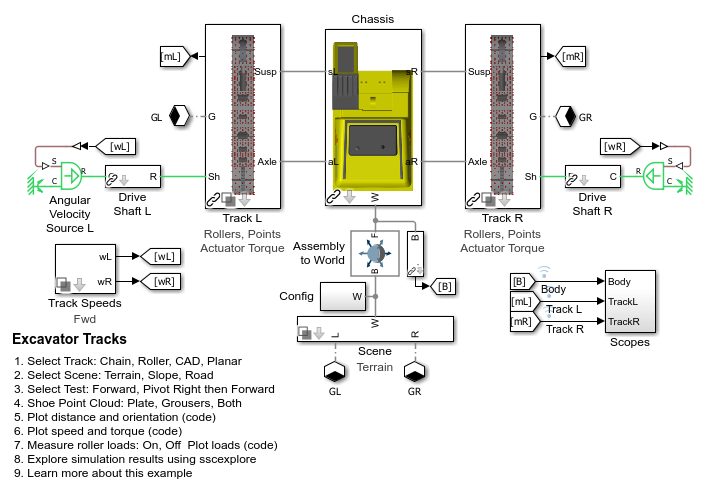 Chassis
[mL]
Susp
sL
sR
Susp
[mR]
GL
G
G
GR
[wL]
Axle
aL
aR
Axle
[wR]
S
C
R
R
Sh
W
Sh
C
R
S
C
Angular
Velocity
Source L
Drive
Shaft L
Track L
Rollers, Points
Actuator Torque
Track R
Rollers, Points
Actuator Torque
Drive
Shaft R
Assembly
to World
F
B
B
[B]
wL
[wL]
wR
[wR]
Track Speeds
Fwd
Config
W
W
L
R
Scene
Terrain
GL
GR
[B]
Body
Body
[mL]
Track L
TrackL
[mR]
Track R
TrackR
Scopes
Excavator Tracks
1. Select Track: Chain, Roller, CAD, Planar
2. Select Scene: Terrain, Slope, Road
3. Select Test: Forward, Pivot Right then Forward
4. Shoe Point Cloud: Plate, Grousers, Both
5. Plot distance and orientation (code)
6. Plot speed and torque (code)
7. Measure roller loads: On, Off  Plot loads (code)
8. Explore simulation results using sscexplore
9. Learn more about this example